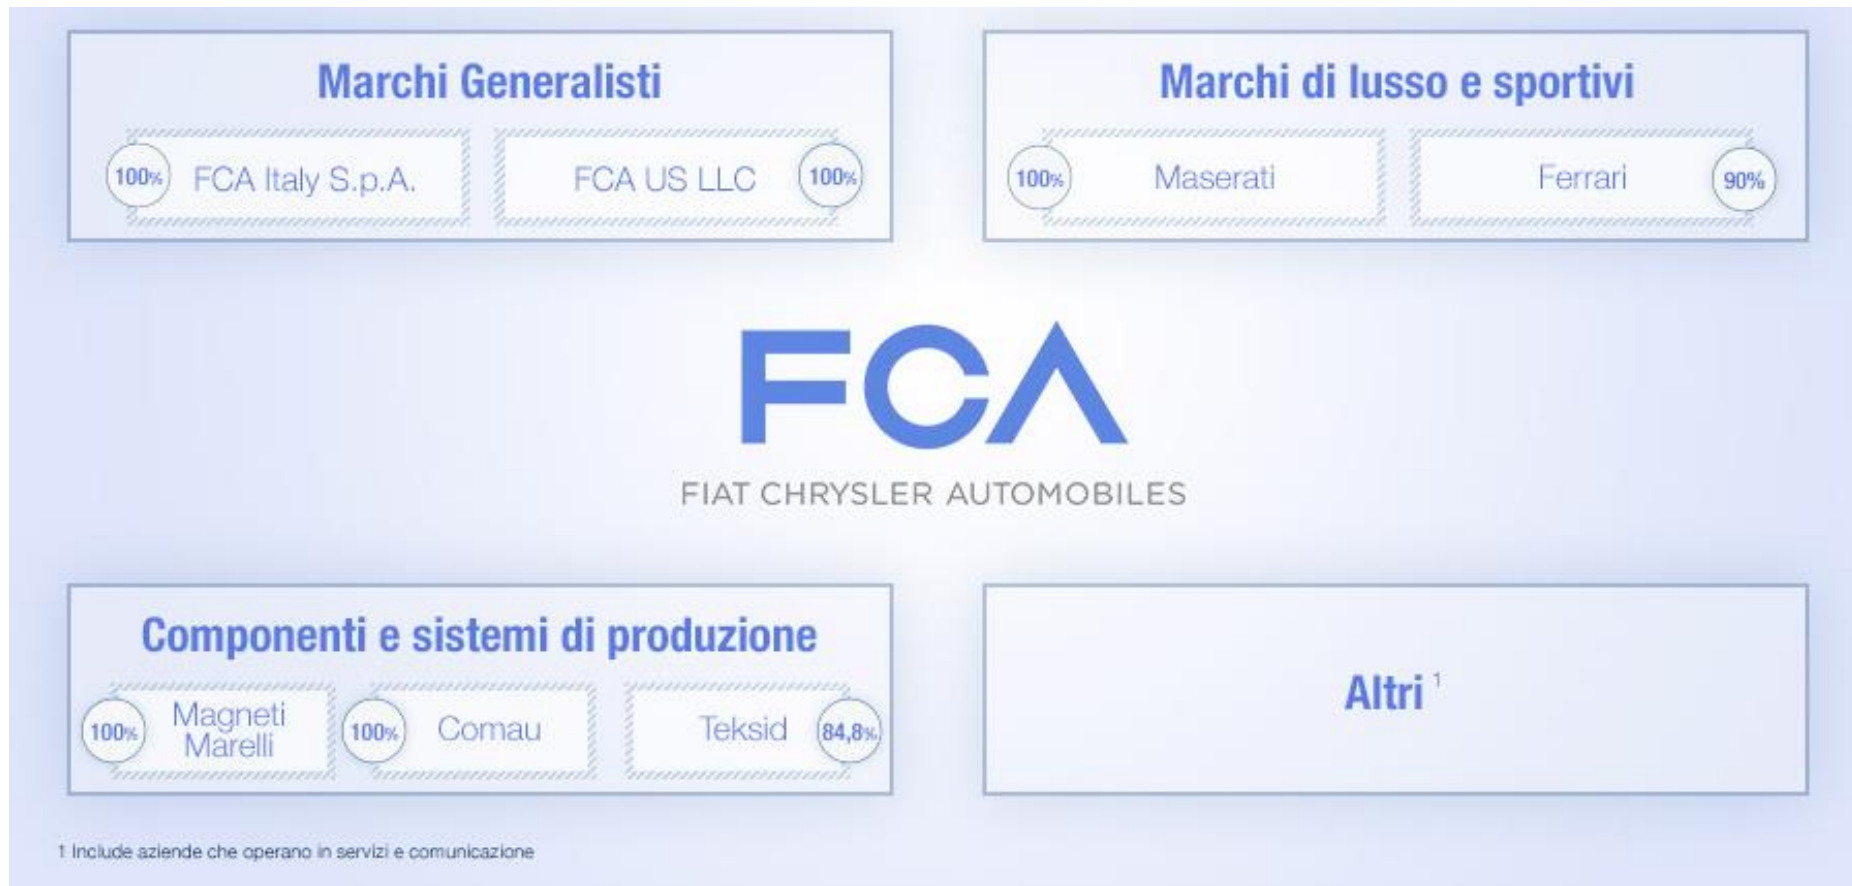 Marchi Generalisti
100% FCA Italy S.p.A.
FCA US LLC 100%
Marchi di lusso e sportivi
100% Maserati
Ferrari 90%
FCA
FIAT CHRYSLER AUTOMOBILES
Componenti e sistemi di produzione
100% Magneti
Marelli
100% Comau
Teksid 84,8%
Altri 1
1 Include aziende che operano in servizi e comunicazione